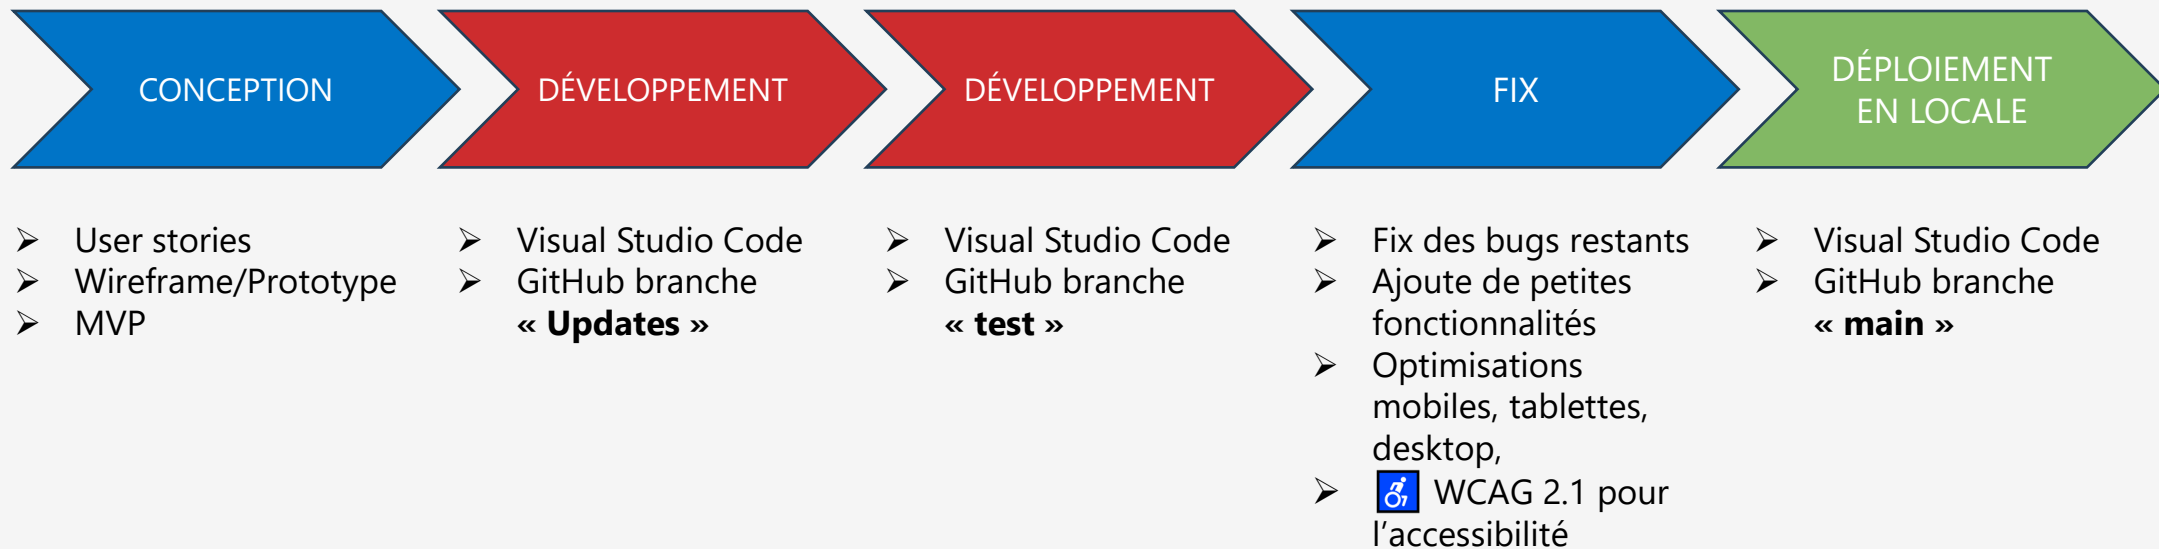 CONCEPTION
DÉVELOPPEMENT
DÉVELOPPEMENT
FIX
DÉPLOIEMENT
EN LOCALE
➢ User stories
➢ Wireframe/Prototype
➢ MVP
➢ Visual Studio Code
➢ GitHub branche
« Updates »
➢ Visual Studio Code
➢ GitHub branche
« test »
➢ Fix des bugs restants
➢ Ajoute de petites
fonctionnalités
➢ Optimisations
mobiles, tablettes,
desktop,
➢ WCAG 2.1 pour
l’accessibilité
➢ Visual Studio Code
➢ GitHub branche
« main »